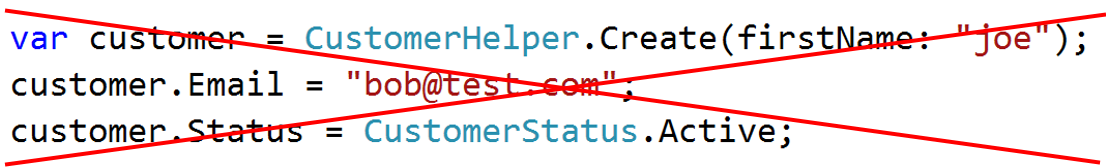 var customer = CustomerHelper.Create(firstName: "joe");
customer.Email = "bob@test.com";
customer.Status = CustomerStatus.Active;